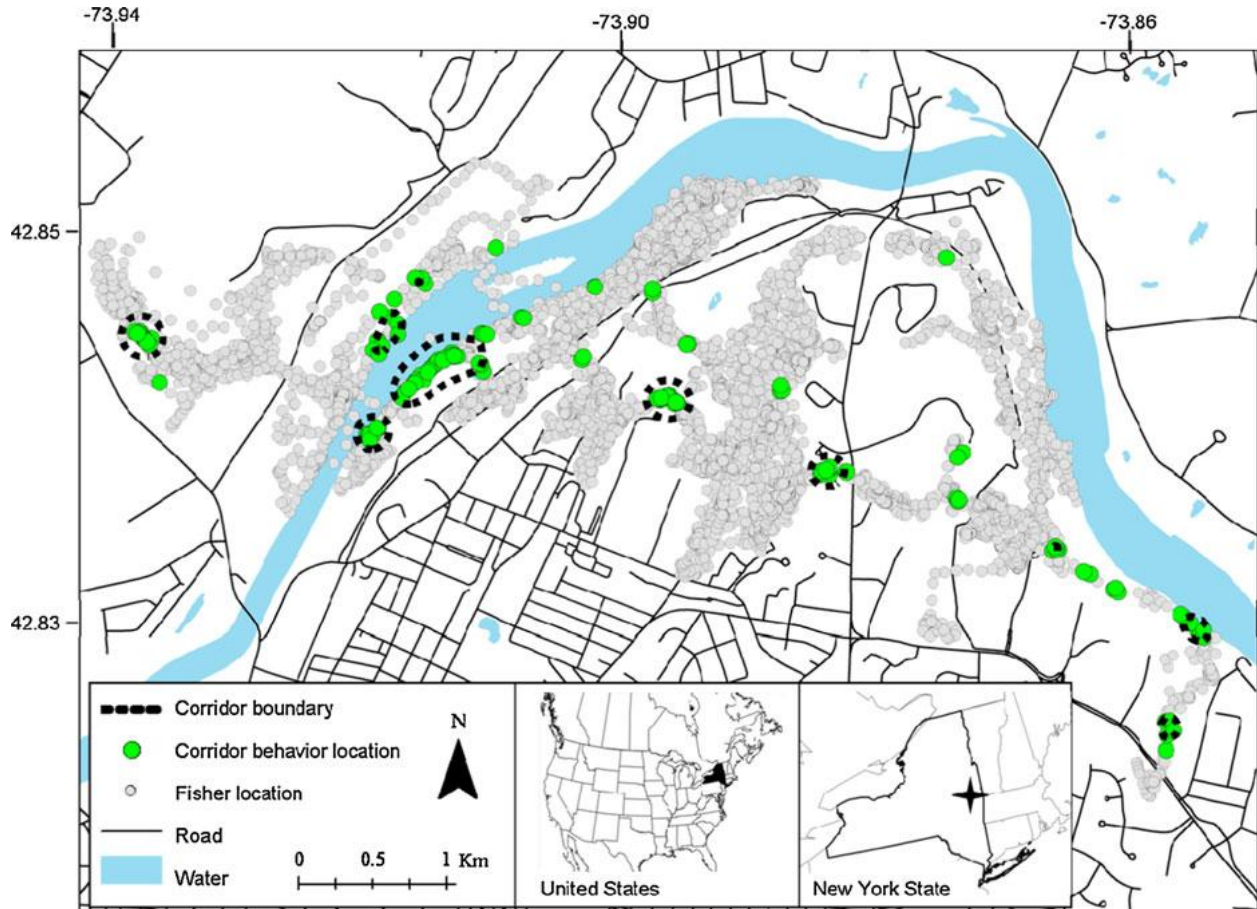 -73.94 -73.90 -73.86
42.85
42.83
Corridor boundary
Corridor behavior location
Fisher location
Road
Water
N
0 0.5 1 Km
United States
New York State